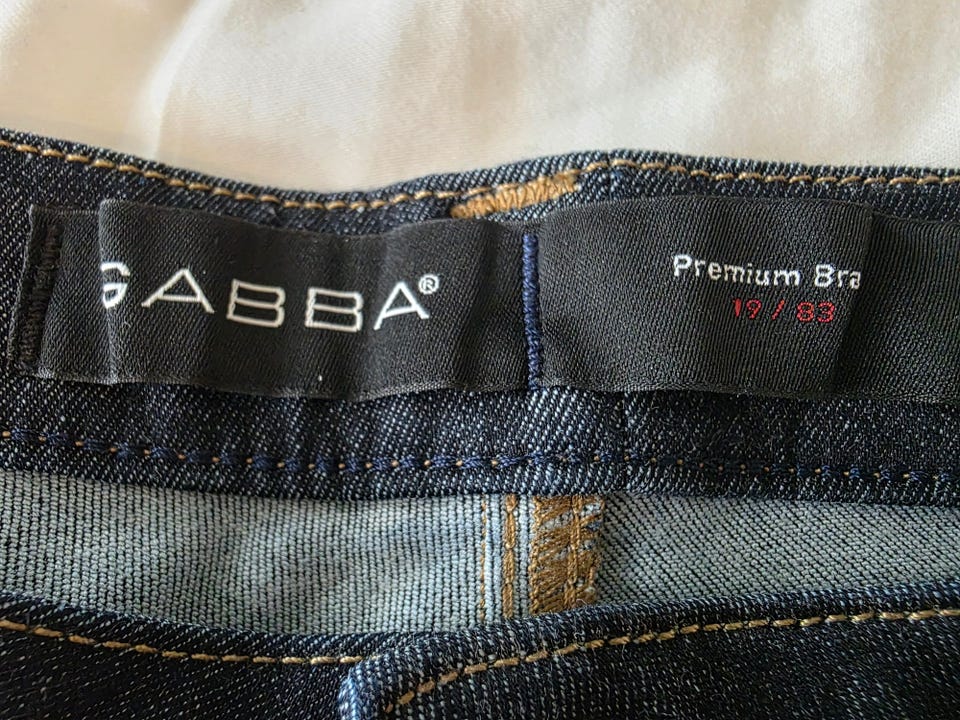 GABBA®
Premium Bra
19 / 83